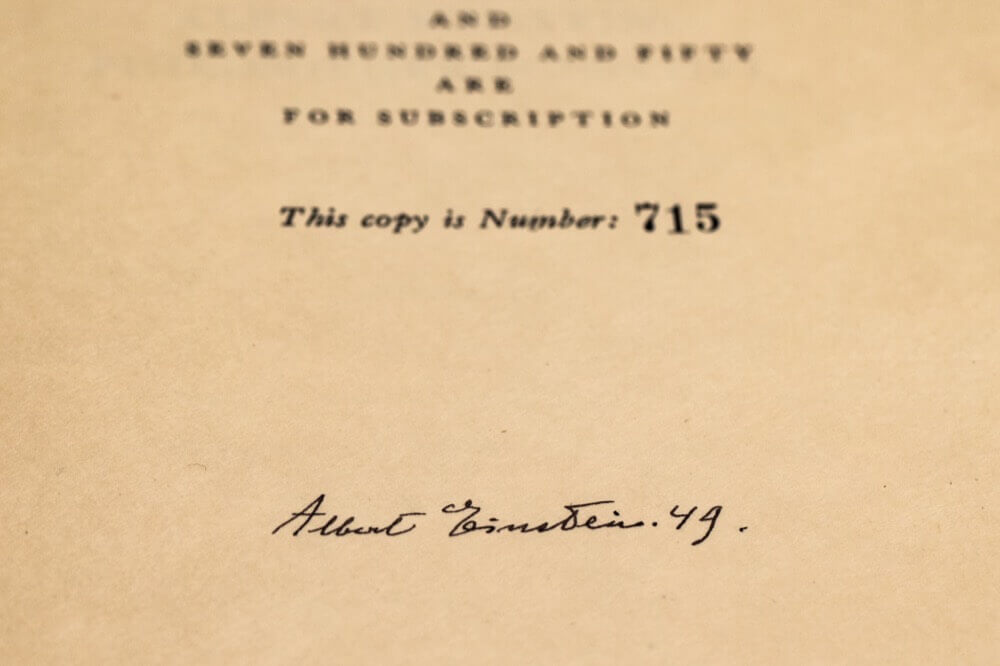 AND
SEVEN HUNDRED AND FIFTY
ARE
FOR SUBSCRIPTION
This copy is Number: 715
Albert Einstein. 49.